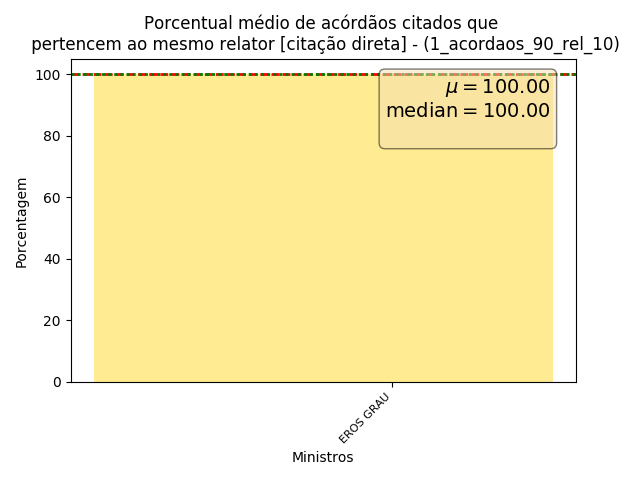 Porcentual médio de acórdãos citados que
pertencem ao mesmo relator [citação direta] - (1_acordaos_90_rel_10)
μ = 100.00
median = 100.00
100
80
60
40
20
0
Porcentagem
EROS GRAU
Ministros